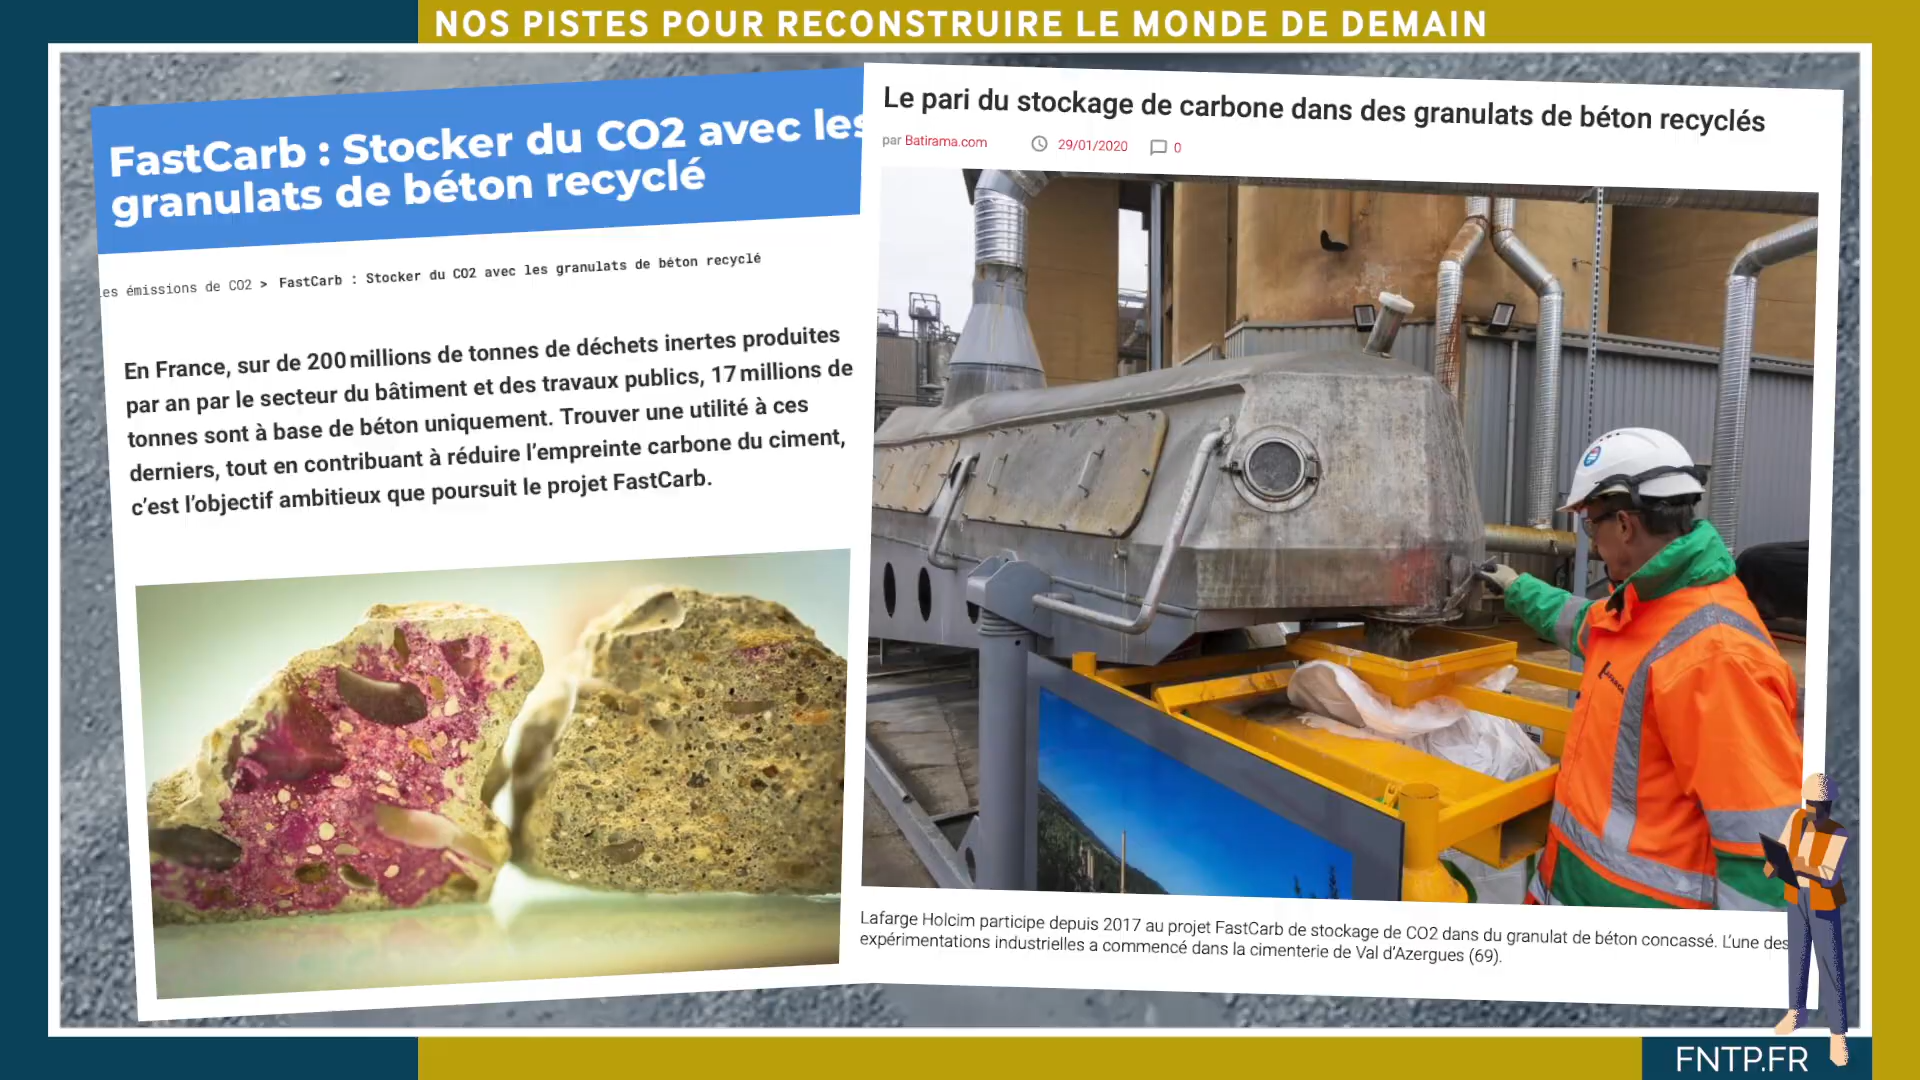 NOS PISTES POUR RECONSTRUIRE LE MONDE DE DEMAIN
FastCarb : Stocker du CO2 avec les
granulats de béton recyclé
es émissions de CO2 > FastCarb : Stocker du CO2 avec les granulats de béton recyclé
En France, sur de 200 millions de tonnes de déchets inertes produites
par an par le secteur du bâtiment et des travaux publics, 17 millions de
tonnes sont à base de béton uniquement. Trouver une utilité à ces
derniers, tout en contribuant à réduire l’empreinte carbone du ciment,
c’est l’objectif ambitieux que poursuit le projet FastCarb.
Le pari du stockage de carbone dans des granulats de béton recyclés
par Batirama.com 29/01/2020 0
LAFARGE
Lafarge Holcim participe depuis 2017 au projet FastCarb de stockage de CO2 dans du granulat de béton concassé. L’une des
expérimentations industrielles a commencé dans la cimenterie de Val d’Azergues (69).
FNTP.FR